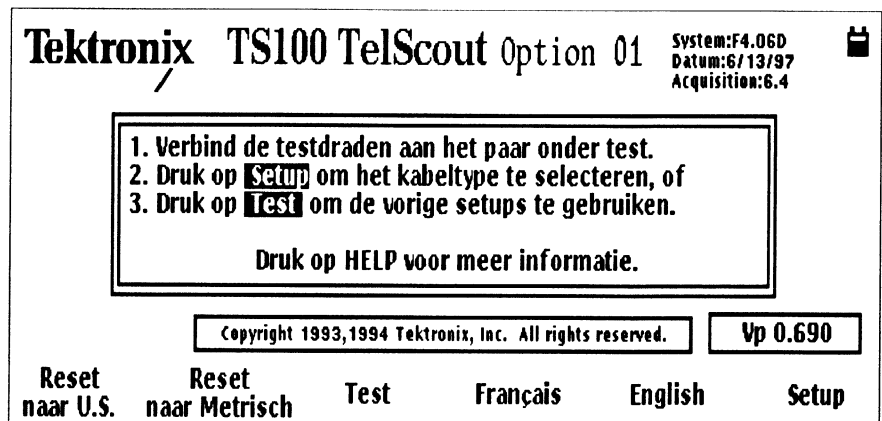 Tektronix TS100 TelScout Option 01
System:F4.06D
Datum:6/13/97
Acquisition:6.4
1. Verbind de testdraden aan het paar onder test.
2. Druk op Setup om het kabeltype te selecteren, of
3. Druk op Test om de vorige setups te gebruiken.
Druk op HELP voor meer informatie.
Copyright 1993,1994 Tektronix, Inc. All rights reserved.
Vp 0.690
Reset
naar U.S.
Reset
naar Metrisch
Test
Français
English
Setup